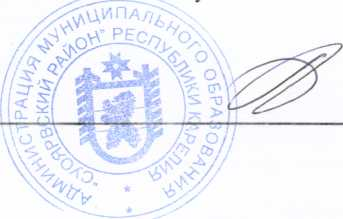 АДМИНИСТРАЦИЯ МУНИЦИПАЛЬНОГО ОБРАЗОВАНИЯ
"СУОЯРВСКИЙ РАЙОН" РЕСПУБЛИКИ КАРЕЛИЯ